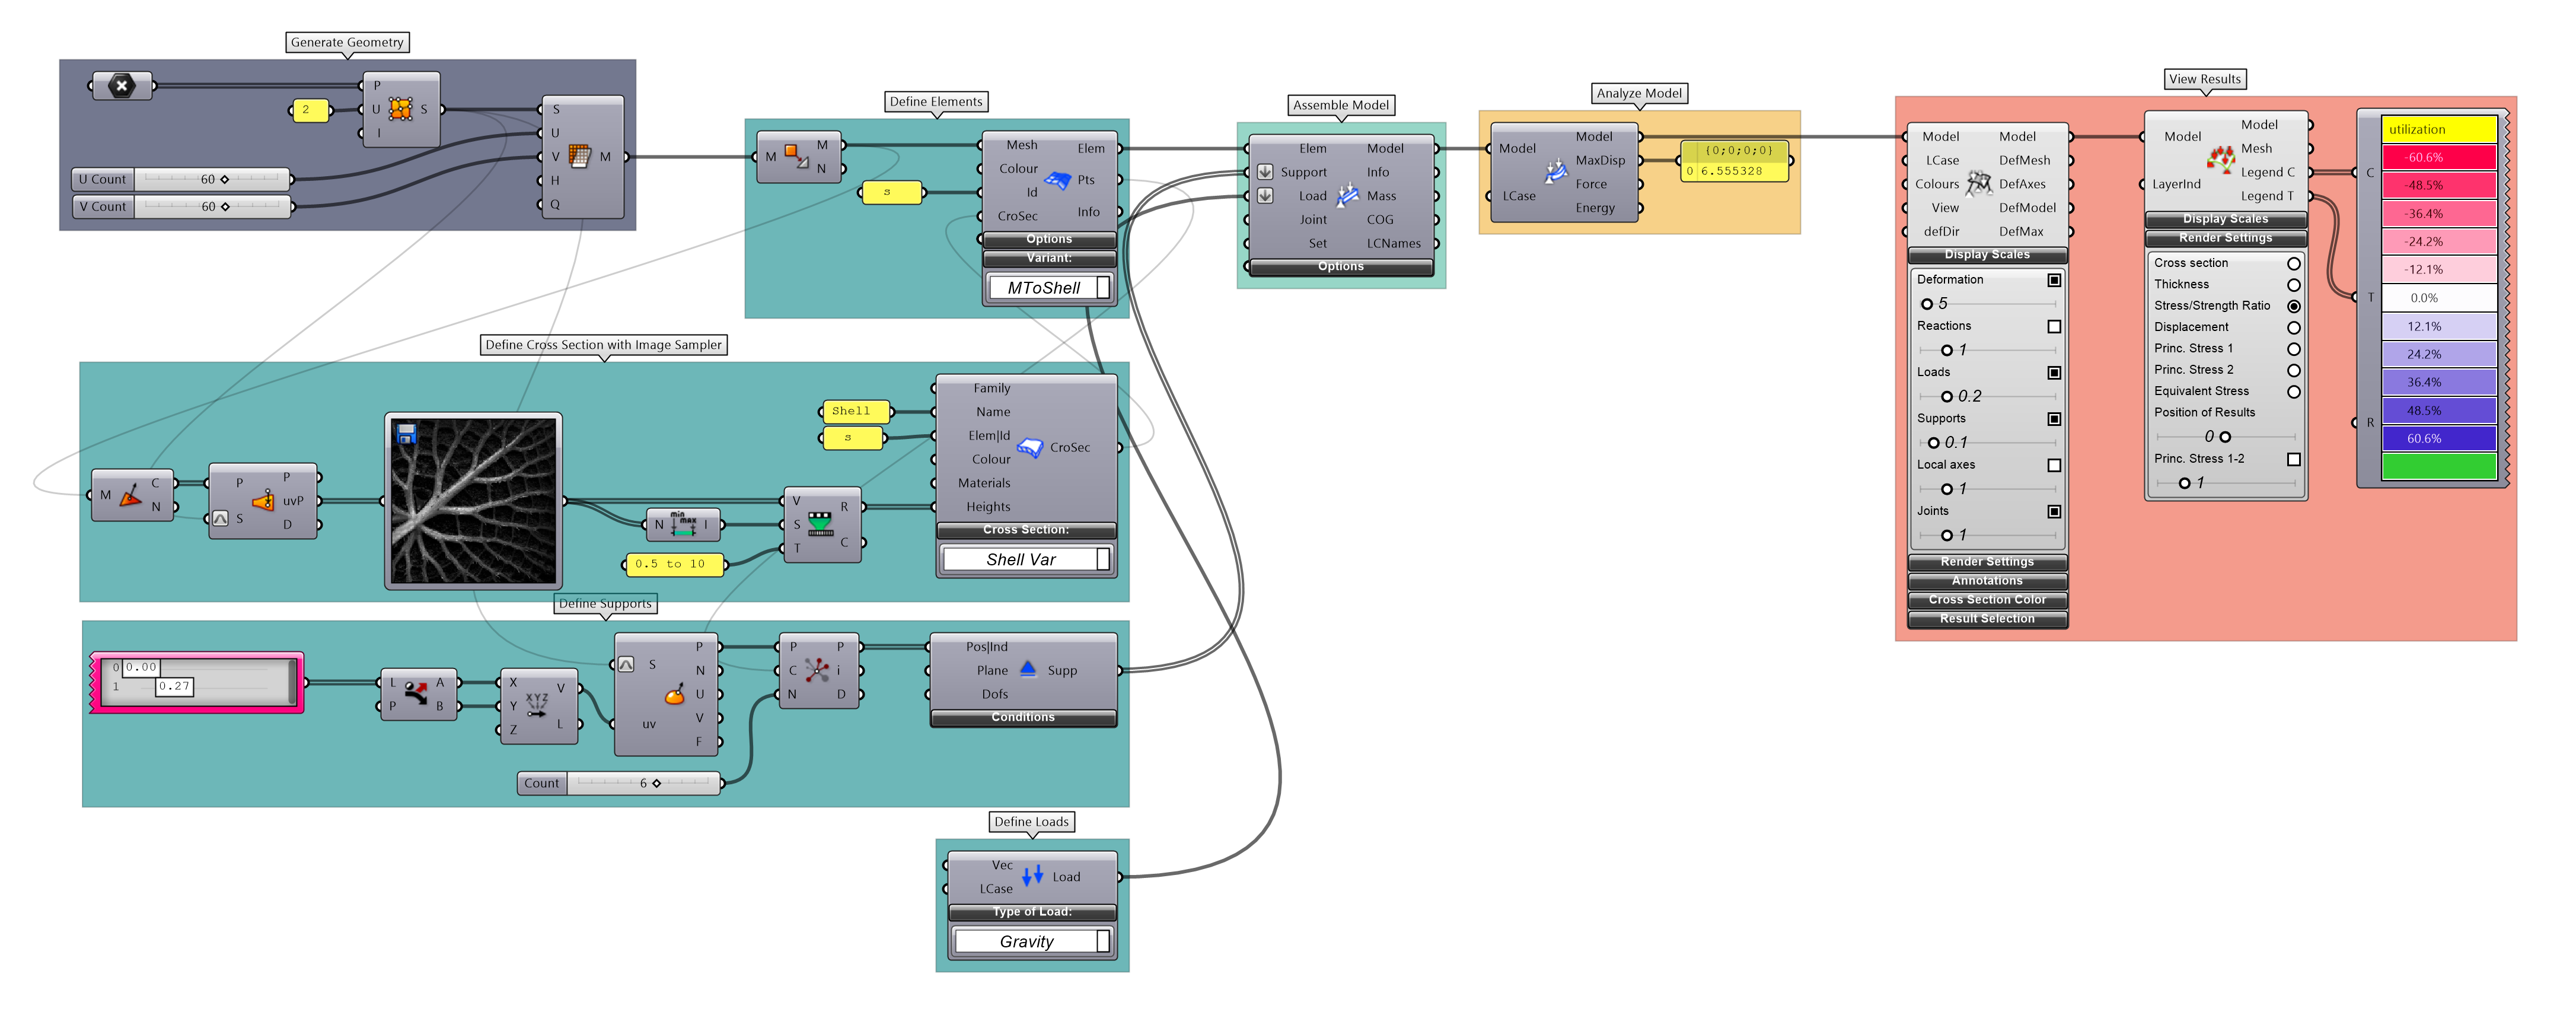 Generate Geometry
P
2
U
S
I
S
U
V
M
H
Q
U Count
60
V Count
60
Define Elements
M
M
N
s
Mesh
Elem
Colour
Pts
Id
CroSec
Info
Options
Variant:
MToShell
Assemble Model
Elem
Model
Support
Info
Load
Mass
Joint
COG
Set
LCNames
Options
Analyze Model
Model
Model
MaxDisp
Force
LCase
Energy
{0;0;0;0}
0 6.555328
View Results
Model
Model
LCase
DefMesh
Colours
DefAxes
View
DefModel
defDir
DefMax
Display Scales
Deformation
5
Reactions
1
Loads
0.2
Supports
0.1
Local axes
1
Joints
1
Render Settings
Annotations
Cross Section Color
Result Selection
Model
Model
Mesh
Legend C
LayerInd
Legend T
Display Scales
Render Settings
Cross section
Thickness
Stress/Strength Ratio
Displacement
Princ. Stress 1
Princ. Stress 2
Equivalent Stress
Position of Results
0
Princ. Stress 1-2
1
C
T
R
utilization
-60.6%
-48.5%
-36.4%
-24.2%
-12.1%
0.0%
12.1%
24.2%
36.4%
48.5%
60.6%
Define Cross Section with Image Sampler
M
C
N
P
P
uvP
S
D
N
min
max
I
0.5 to 10
V
R
S
T
C
Shell
s
Family
Name
Elem|Id
Colour
CroSec
Materials
Heights
Cross Section:
Shell Var
Define Supports
0
0.00
1
0.27
L
A
P
B
X
V
Y
XYZ
Z
L
S
P
N
U
uv
V
F
P
P
C
i
N
D
Count
6
Pos|Ind
Plane
Supp
Dofs
Conditions
Define Loads
Vec
Load
LCase
Type of Load:
Gravity